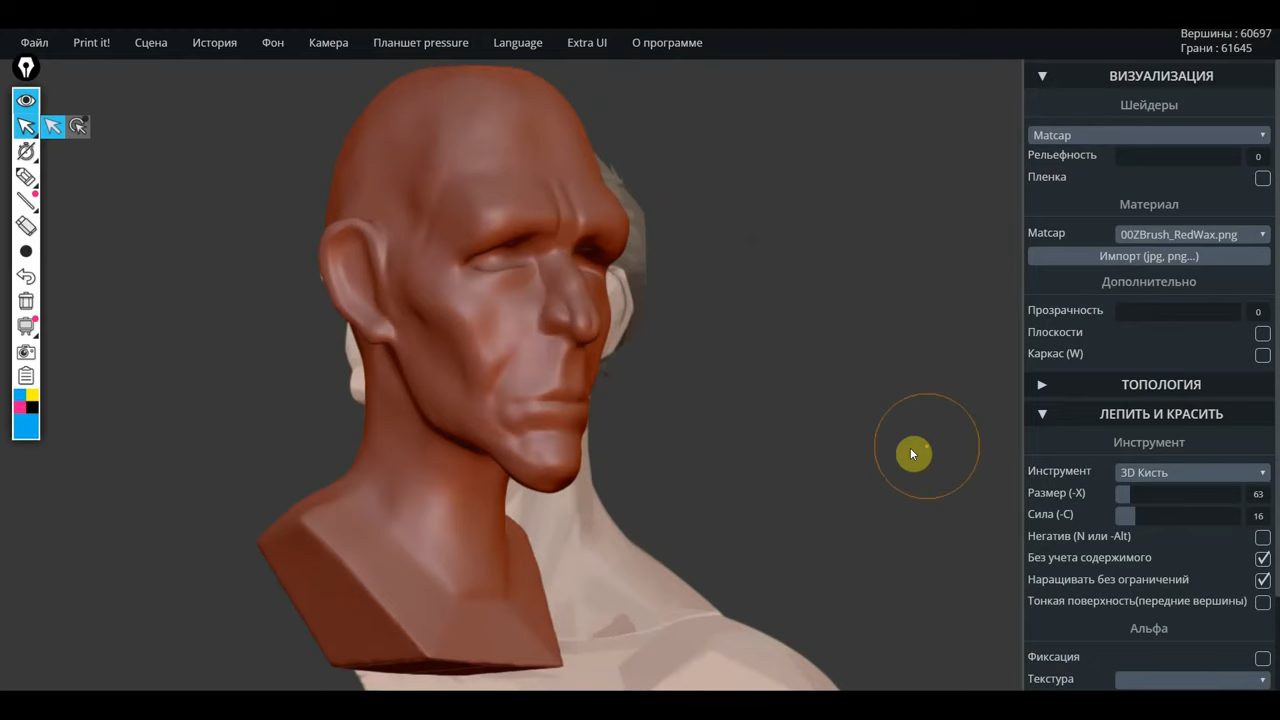 Файл Print it! Сцена История Фон Камера Планшет pressure Language Extra UI О программе
Вершины : 60697
Грани : 61645
ВИЗУАЛИЗАЦИЯ
Шейдеры
Matcap
Рельефность 0
Пленка
Материал
Matcap 00ZBrush_RedWax.png
Импорт (jpg, png...)
Дополнительно
Прозрачность 0
Плоскости
Каркас (W)
ТОПОЛОГИЯ
ЛЕПИТЬ И КРАСИТЬ
Инструмент
Инструмент 3D Кисть
Размер (-X) 63
Сила (-C) 16
Негатив (N или -Alt)
Без учета содержимого
Наращивать без ограничений
Тонкая поверхность(передние вершины)
Альфа
Фиксация
Текстура